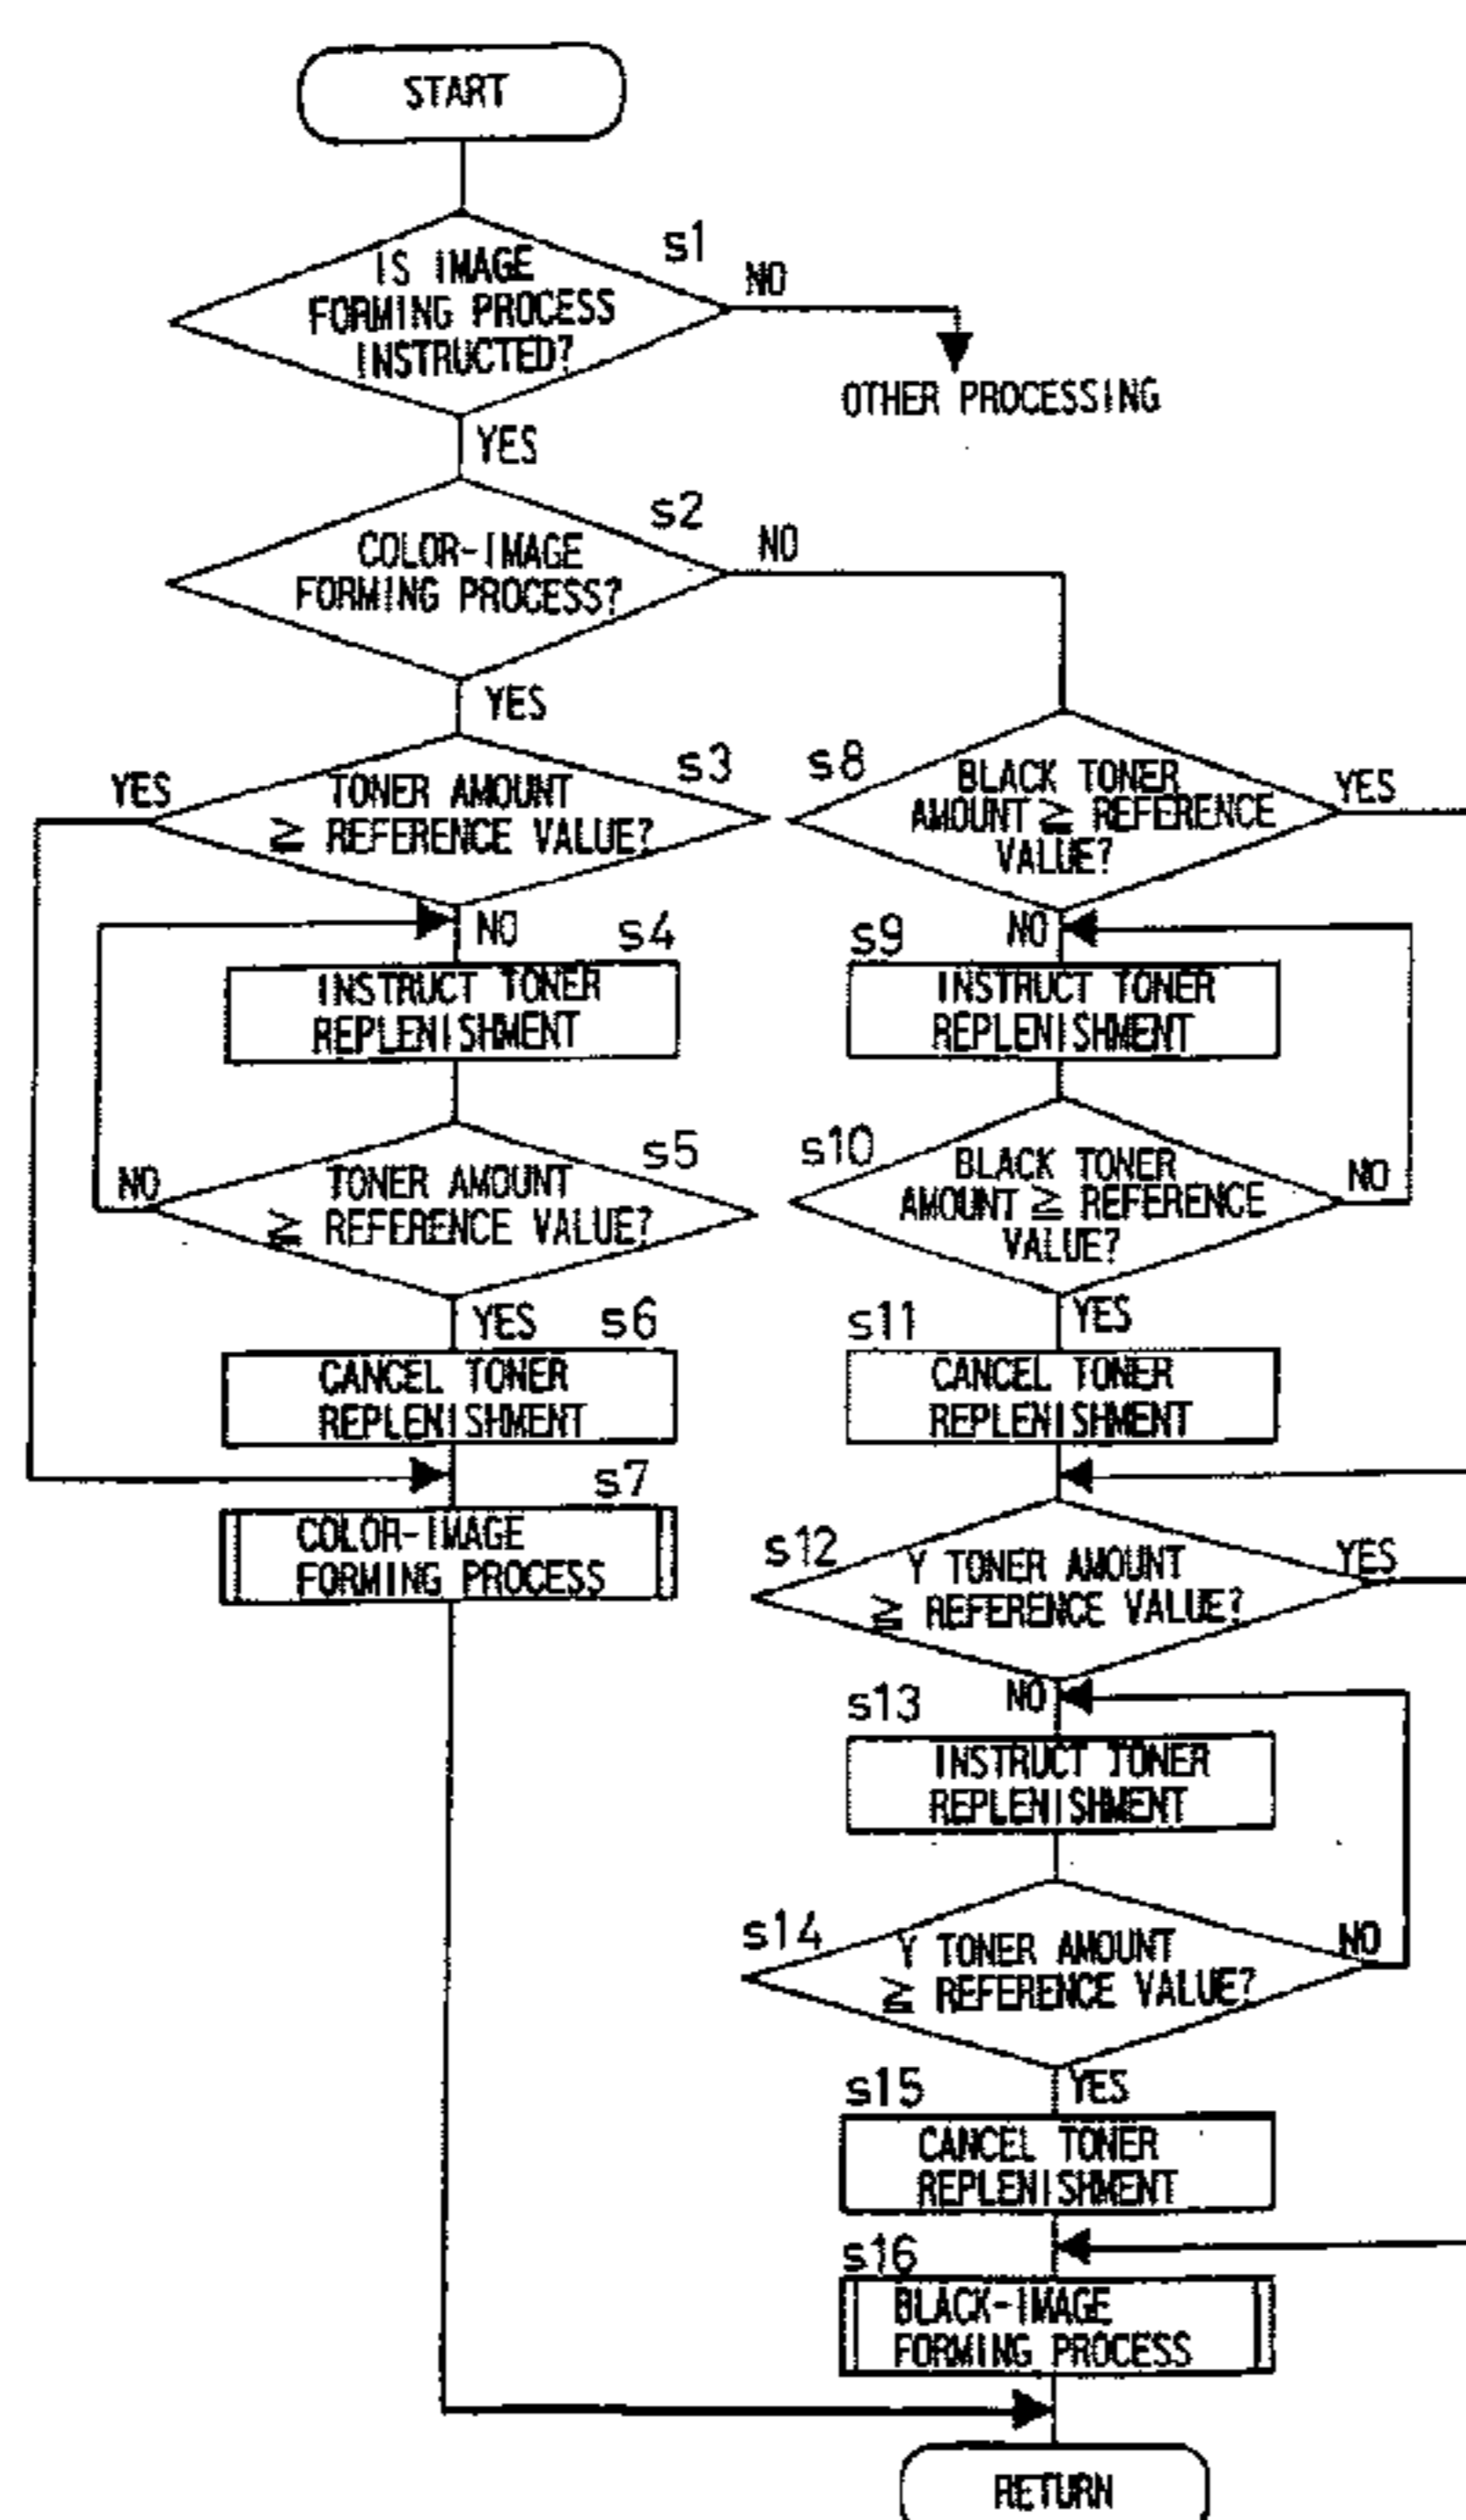 START
s1
IS IMAGE
FORMING PROCESS
INSTRUCTED?
NO
OTHER PROCESSING
YES
s2
COLOR-IMAGE
FORMING PROCESS?
NO
YES
s3
YES
TONER AMOUNT
≧ REFERENCE VALUE?
NO
s4
INSTRUCT TONER
REPLENISHMENT
s5
NO
TONER AMOUNT
≧ REFERENCE VALUE?
YES
s6
CANCEL TONER
REPLENISHMENT
s7
COLOR-IMAGE
FORMING PROCESS
s8
BLACK TONER
AMOUNT ≧ REFERENCE
VALUE?
YES
NO
s9
INSTRUCT TONER
REPLENISHMENT
s10
BLACK TONER
AMOUNT ≧ REFERENCE
VALUE?
NO
YES
s11
CANCEL TONER
REPLENISHMENT
s12
Y TONER AMOUNT
≧ REFERENCE VALUE?
YES
NO
s13
INSTRUCT TONER
REPLENISHMENT
s14
Y TONER AMOUNT
≧ REFERENCE VALUE?
NO
YES
s15
CANCEL TONER
REPLENISHMENT
s16
BLACK-IMAGE
FORMING PROCESS
RETURN